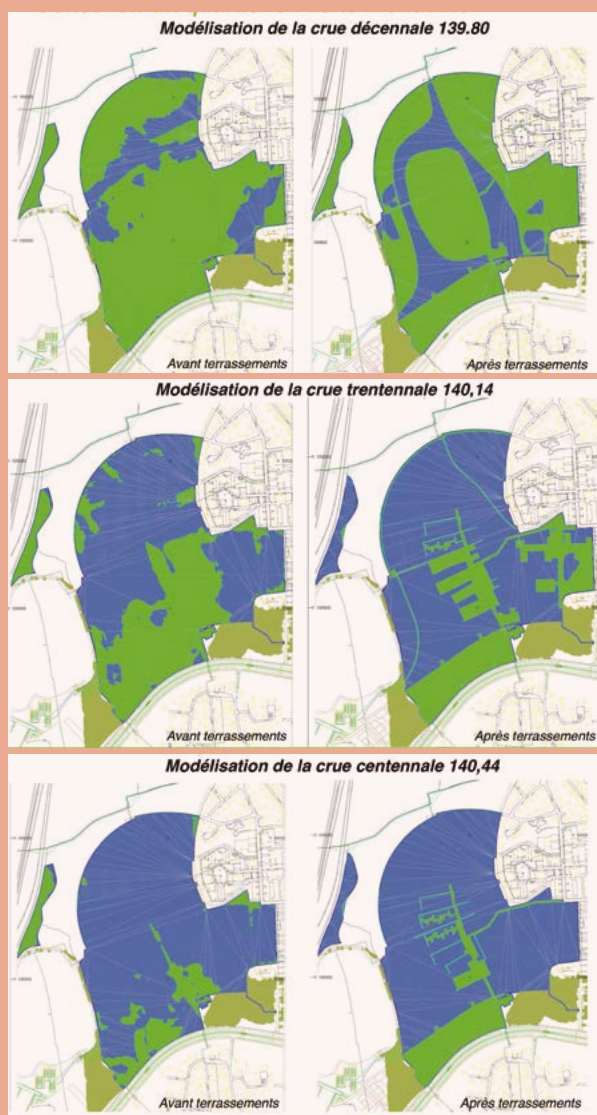 Modélisation de la crue décennale 139.80
Avant terrassements
Après terrassements
Modélisation de la crue trentennale 140,14
Avant terrassements
Après terrassements
Modélisation de la crue centennale 140,44
Avant terrassements
Après terrassements